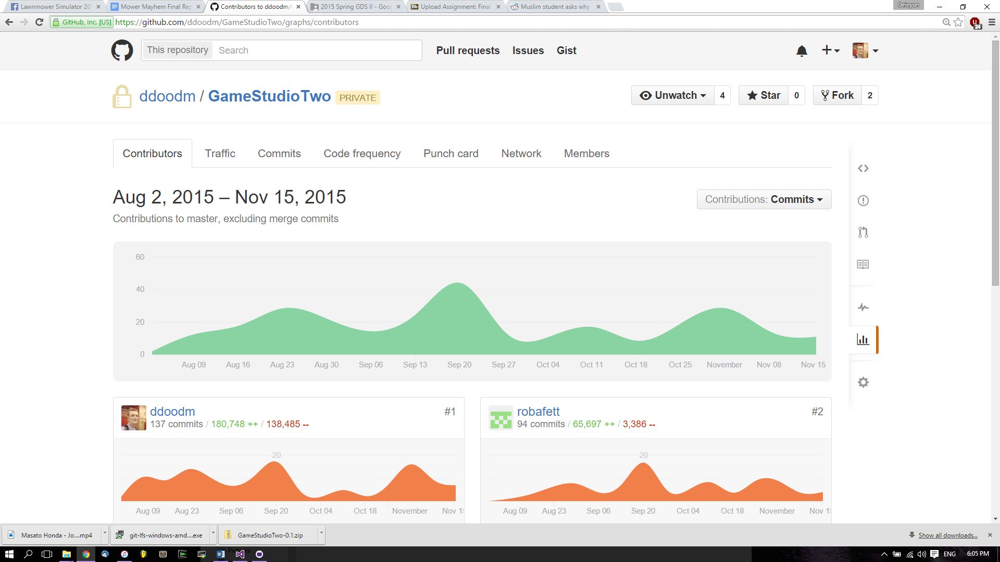 Lawnmower Simulator 20
Mower Mayhem Final Rep
Contributors to ddoodm/
2015 Spring GDS II - Goo
Upload Assignment: Final
Muslim student asks why
Deinyon
GitHub, Inc. [US] https://github.com/ddoodm/GameStudioTwo/graphs/contributors
24
This repository Search Pull requests Issues Gist
ddoodm / GameStudioTwo PRIVATE
Unwatch 4 Star 0 Fork 2
Contributors Traffic Commits Code frequency Punch card Network Members
Aug 2, 2015 – Nov 15, 2015
Contributions: Commits
Contributions to master, excluding merge commits
60
40
20
0
Aug 09 Aug 16 Aug 23 Aug 30 Sep 06 Sep 13 Sep 20 Sep 27 Oct 04 Oct 11 Oct 18 Oct 25 November Nov 08 Nov 15
ddoodm #1
137 commits / 180,748 ++ / 138,485 --
20
Aug 09 Aug 23 Sep 06 Sep 20 Oct 04 Oct 18 November Nov 1
robafett #2
94 commits / 65,697 ++ / 3,386 --
20
Aug 09 Aug 23 Sep 06 Sep 20 Oct 04 Oct 18 November Nov 1
Masato Honda - Jo....mp4
git-lfs-windows-amd....exe
GameStudioTwo-0.1.zip
Show all downloads...
Pictures
ENG 6:05 PM